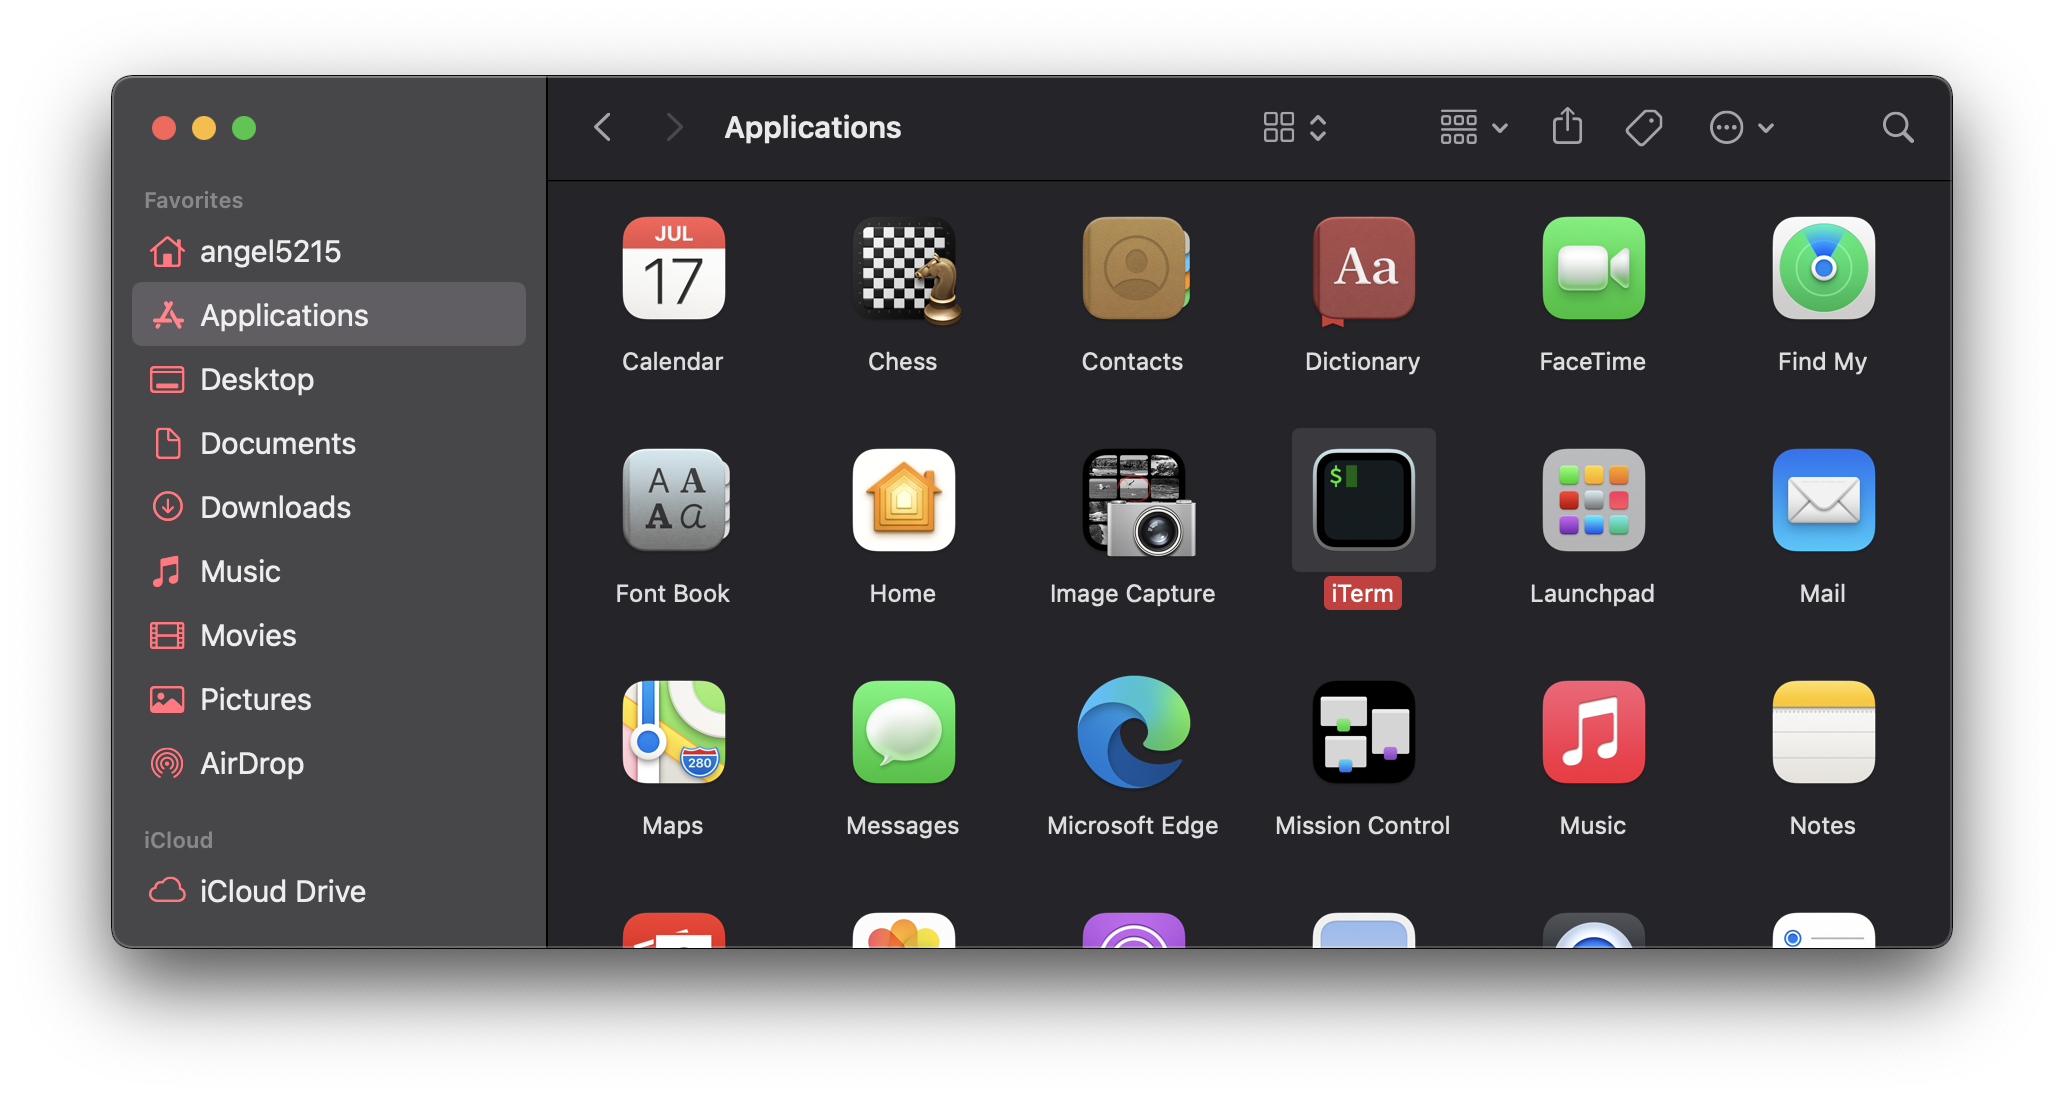 Applications
Favorites
angel5215
Applications
Desktop
Documents
Downloads
Music
Movies
Pictures
AirDrop
iCloud
iCloud Drive
JUL
17
Aa
Calendar
Chess
Contacts
Dictionary
FaceTime
Find My
A A
A a
$
Font Book
Home
Image Capture
iTerm
Launchpad
Mail
280
Maps
Messages
Microsoft Edge
Mission Control
Music
Notes